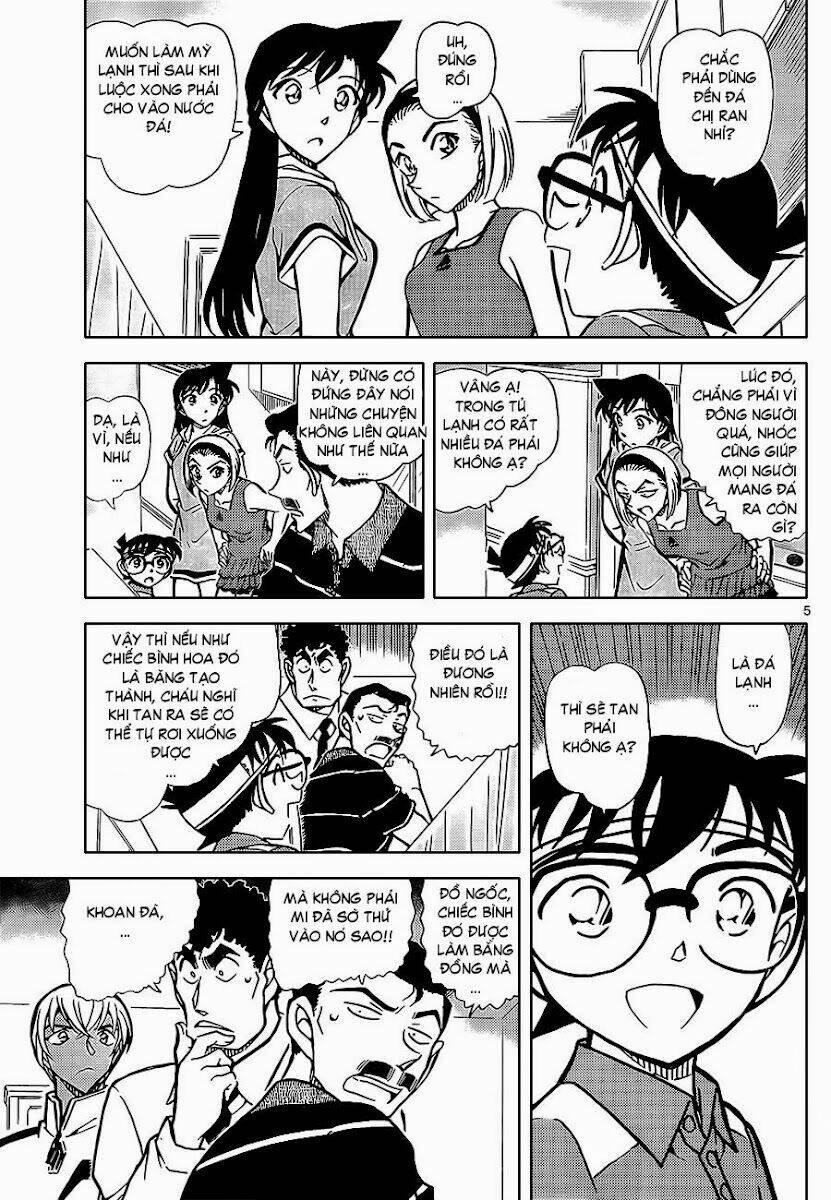 CHẮC
PHẢI DÙNG
ĐẾN ĐÁ
CHỊ RAN
NHỈ?
UH,
ĐÚNG
RỒI
...
MUỐN LÀM MỲ
LẠNH THÌ SAU KHI
LUỘC XONG PHẢI
CHO VÀO NƯỚC
ĐÁ!
LÚC ĐÓ,
CHẲNG PHẢI VÌ
ĐÔNG NGƯỜI
QUÁ, NHÓC
CŨNG GIÚP
MỌI NGƯỜI
MANG ĐÁ
RA CÒN
GÌ?
VÂNG Ạ!
TRONG TỦ
LẠNH CÓ RẤT
NHIỀU ĐÁ PHẢI
KHÔNG Ạ?
NÀY, ĐỪNG CÓ
ĐỨNG ĐÂY NÓI
NHỮNG CHUYỆN
KHÔNG LIÊN QUAN
NHƯ THẾ NỮA
DẠ, LÀ
VÌ, NẾU
NHƯ
...
5
LÀ ĐÁ
LẠNH
...
THÌ SẼ TAN
PHẢI
KHÔNG Ạ?
ĐIỀU ĐÓ LÀ
ĐƯƠNG
NHIÊN RỒI!!
VẬY THÌ NẾU NHƯ
CHIẾC BÌNH HOA ĐÓ
LÀ BĂNG TẠO
THÀNH, CHÁU NGHĨ
KHI TAN RA SẼ CÓ
THỂ TỰ RƠI XUỐNG
ĐƯỢC
...
ĐỒ NGỐC,
CHIẾC BÌNH
ĐÓ ĐƯỢC
LÀM BẰNG
ĐỒNG MÀ
MÀ KHÔNG PHẢI
MI ĐÃ SỜ THỬ
VÀO NÓ SAO!!
KHOAN ĐÃ,
...